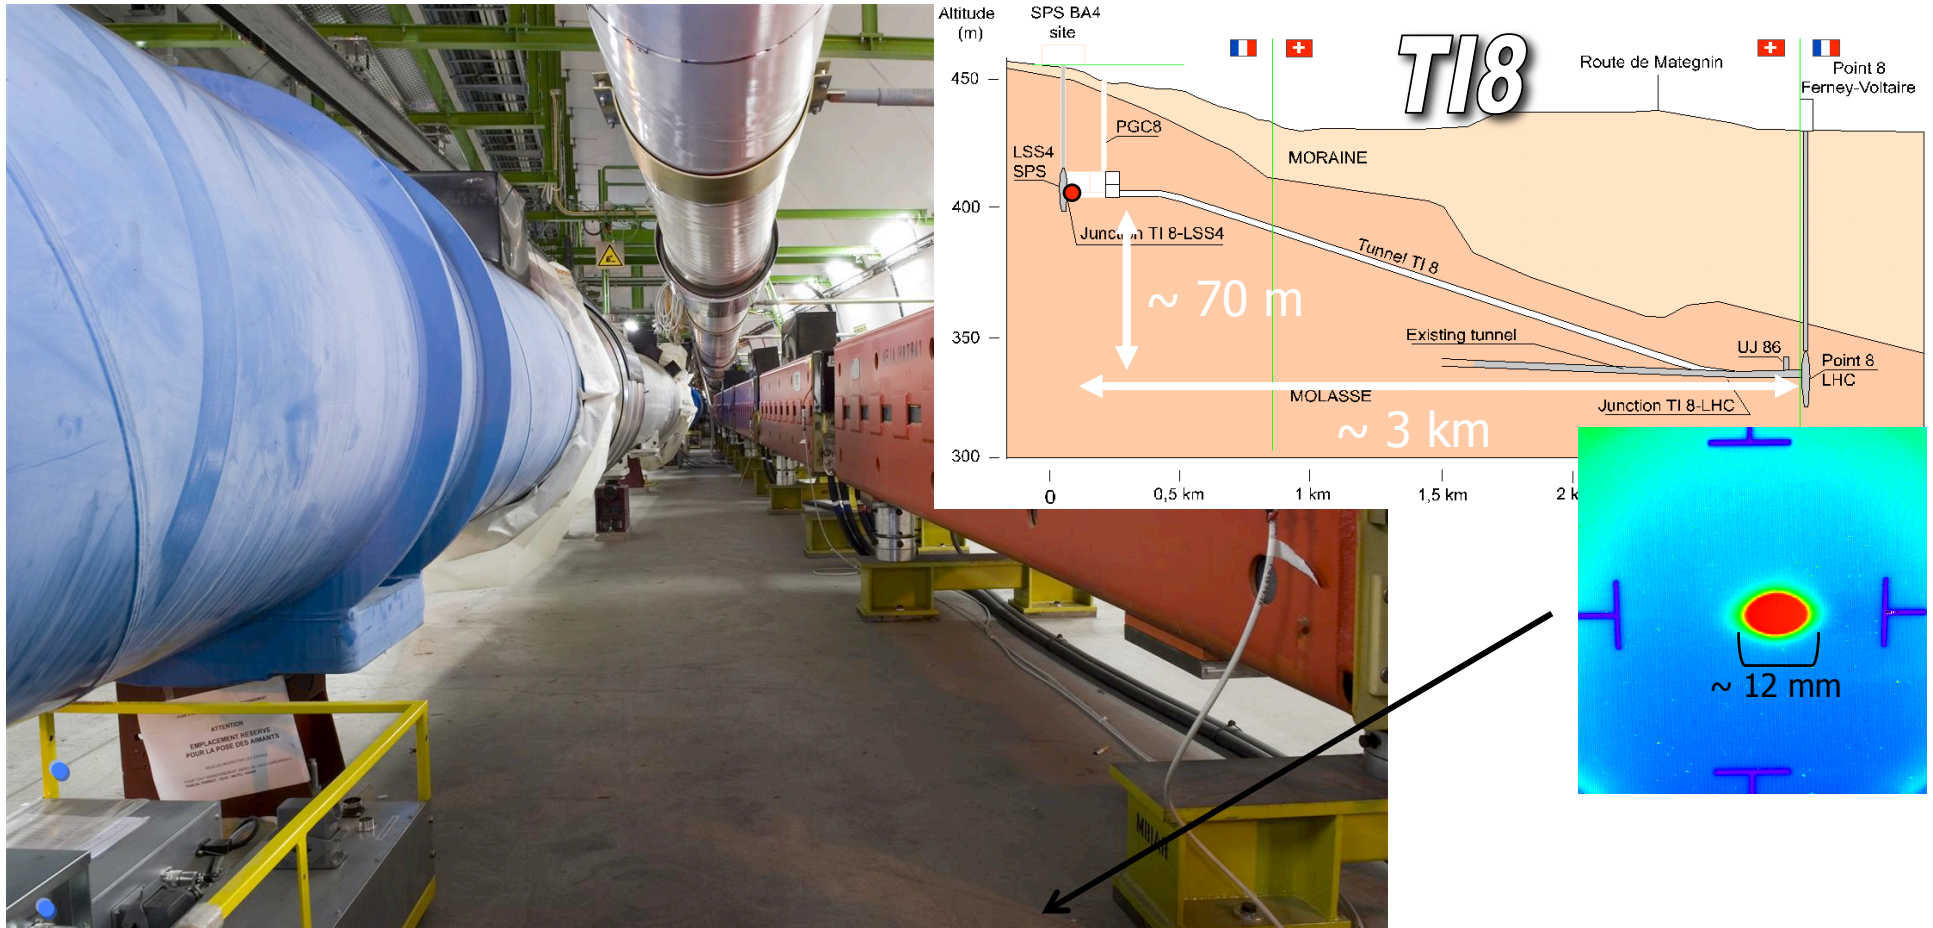 Altitude
(m)
SPS BA4
site
TI8
Route de Mategnin
Point 8
Ferney-Voltaire
450
PGC8
MORAINE
LSS4
SPS
400
Junction TI 8-LSS4
Tunnel TI 8
~ 70 m
Existing tunnel
350
UJ 86
Point 8
LHC
MOLASSE
Junction TI 8-LHC
~ 3 km
300
0
0,5 km
1 km
1,5 km
2 k
~ 12 mm
ATTENTION
EMPLACEMENT RESERVE
POUR LA POSE DES AIMANTS
MBIAH